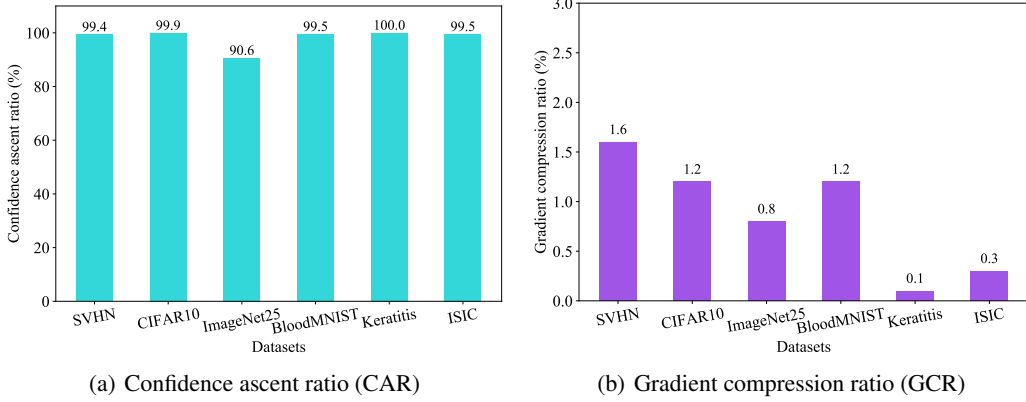 99.4
99.9
90.6
99.5
100.0
99.5
100
80
60
40
20
0
Confidence ascent ratio (%)
SVHN
CIFAR10
ImageNet25
BloodMNIST
Keratitis
ISIC
Datasets
(a) Confidence ascent ratio (CAR)
3.0
2.5
2.0
1.5
1.0
0.5
0.0
Gradient compression ratio (%)
1.6
1.2
0.8
1.2
0.1
0.3
SVHN
CIFAR10
ImageNet25
BloodMNIST
Keratitis
ISIC
Datasets
(b) Gradient compression ratio (GCR)